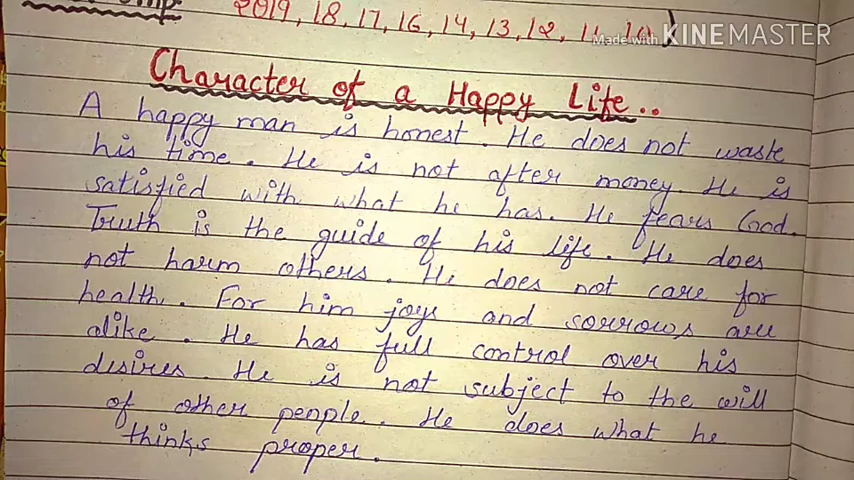 2019, 18, 17, 16, 14, 13, 12, 11, 10)
Made with KINEMASTER
Character of a Happy Life..
A happy man is honest. He does not waste
his time. He is not after money. He is
satisfied with what he has. He fears God.
Truth is the guide of his life. He does
not harm others. He does not care for
health. For him joys and sorrows are
alike. He has full control over his
desires He is not subject to the will
of other people. He does what he
thinks proper.